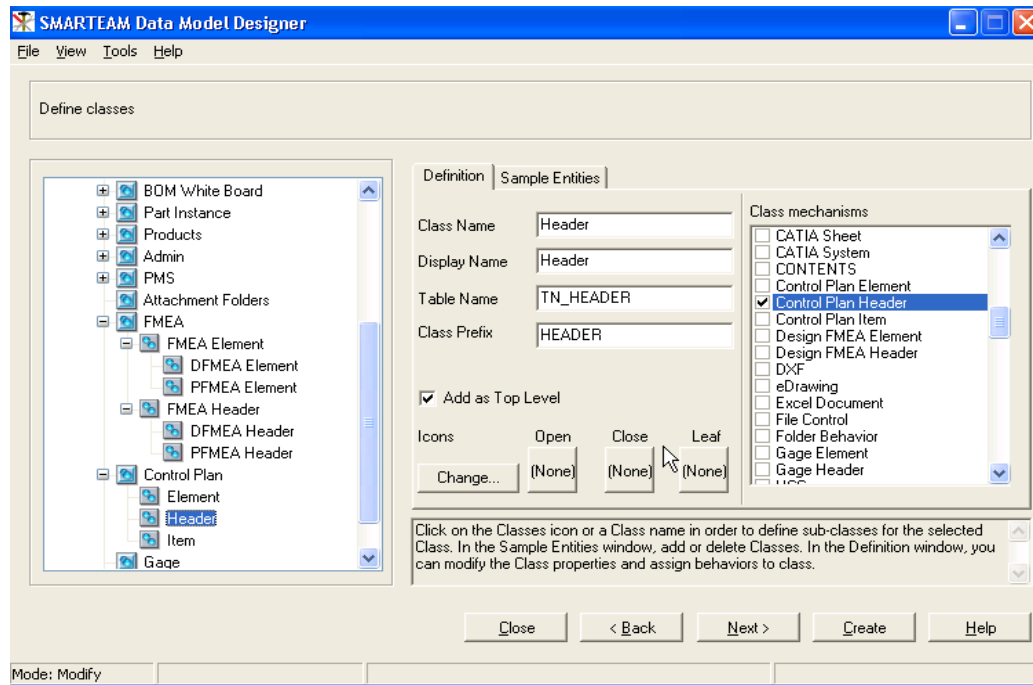 SMARTEAM Data Model Designer
File View Tools Help
Define classes
BOM White Board
Part Instance
Products
Admin
PMS
Attachment Folders
FMEA
FMEA Element
DFMEA Element
PFMEA Element
FMEA Header
DFMEA Header
PFMEA Header
Control Plan
Element
Header
Item
Gage
Definition Sample Entities
Class Name Header
Display Name Header
Table Name TN_HEADER
Class Prefix HEADER
Add as Top Level
Icons Open Close Leaf
Change... (None) (None) (None)
Class mechanisms
CATIA Sheet
CATIA System
CONTENTS
Control Plan Element
Control Plan Header
Control Plan Item
Design FMEA Element
Design FMEA Header
DXF
eDrawing
Excel Document
File Control
Folder Behavior
Gage Element
Gage Header
Click on the Classes icon or a Class name in order to define sub-classes for the selected
Class. In the Sample Entities window, add or delete Classes. In the Definition window, you
can modify the Class properties and assign behaviors to class.
Close < Back Next > Create Help
Mode: Modify